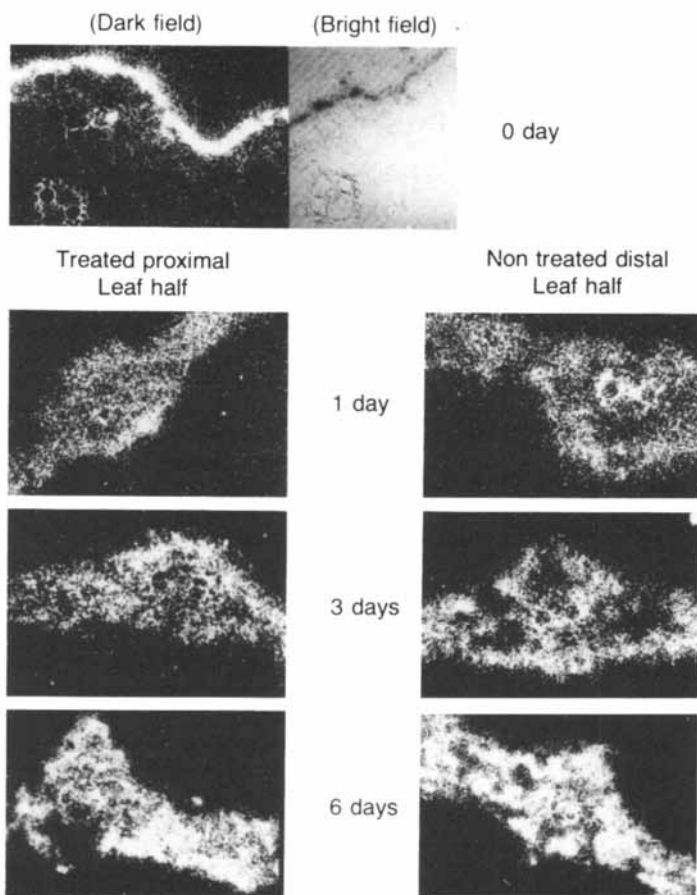 (Dark field) (Bright field)
0 day
Treated proximal
Leaf half
Non treated distal
Leaf half
1 day
3 days
6 days